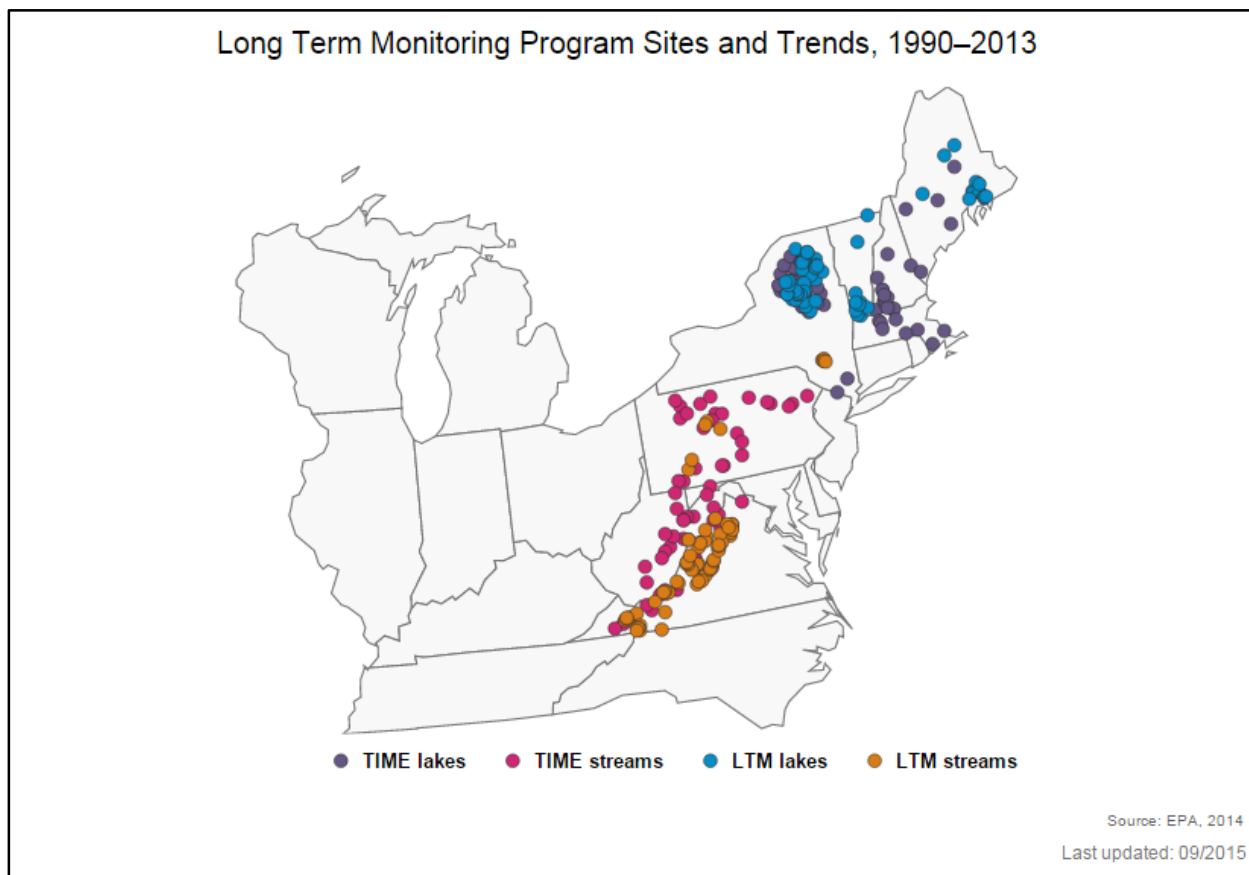 Long Term Monitoring Program Sites and Trends, 1990–2013
TIME lakes TIME streams LTM lakes LTM streams
Source: EPA, 2014
Last updated: 09/2015